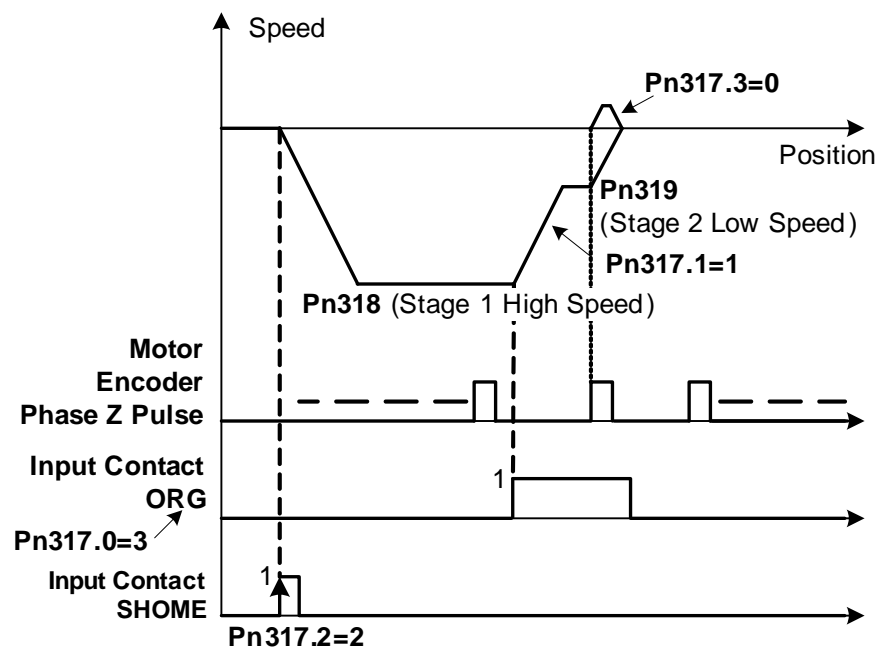 Speed
Pn317.3=0
Position
Pn319
(Stage 2 Low Speed)
Pn317.1=1
Pn318 (Stage 1 High Speed)
Motor
Encoder
Phase Z Pulse
Input Contact
ORG
1
Pn317.0=3
Input Contact
SHOME
1
Pn317.2=2